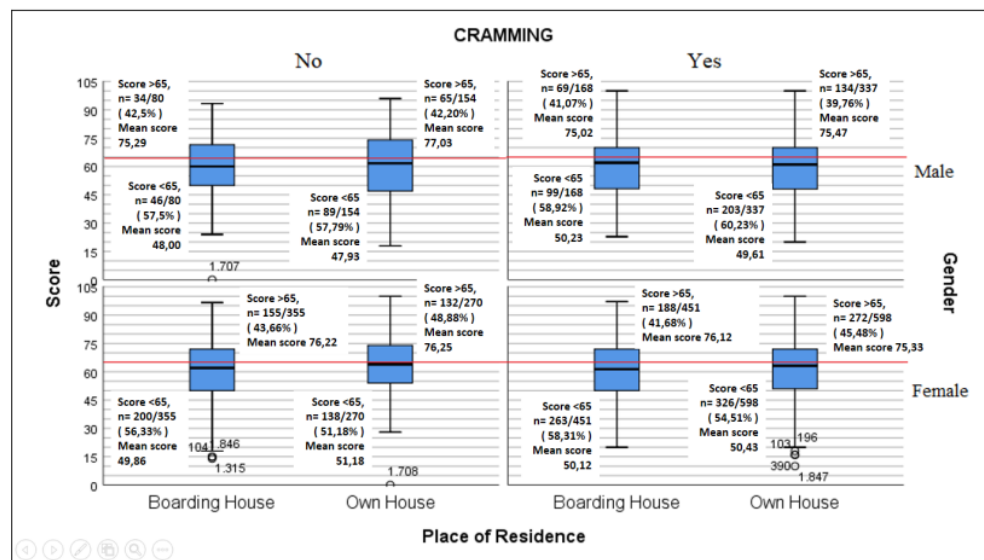 CRAMMING
No
Yes
Score
105
90
75
60
45
30
15
0
Score >65,
n= 34/80
( 42,5%)
Mean score
75,29
Score <65,
n= 46/80
( 57,5%)
Mean score
48,00
1.707
Score >65,
n= 65/154
( 42,20%)
Mean score
77,03
Score <65
n= 89/154
( 57,79%)
Mean score
47,93
Score >65,
n= 69/168
( 41,07%)
Mean score
75,02
Score <65
n= 99/168
( 58,92%)
Mean score
50,23
Score >65,
n= 134/337
( 39,76%)
Mean score
75,47
Score <65
n= 203/337
( 60,23%)
Mean score
49,61
Male
Gender
105
90
75
60
45
30
15
0
Score >65,
n= 155/355
( 43,66%)
Mean score 76,22
Score <65,
n= 200/355
( 56,33%)
Mean score
49,86
1.846
104
1.315
Score >65,
n= 132/270
( 48,88%)
Mean score
76,25
Score <65
n= 138/270
( 51,18%)
Mean score
51,18
1.708
Score >65,
n= 188/451
( 41,68%)
Mean score 76,12
Score <65
n= 263/451
( 58,31%)
Mean score
50,12
Score >65,
n= 272/598
( 45,48%)
Mean score 75,33
Score <65
n= 326/598
( 54,51%)
Mean score
50,43
103 196
390
1.847
Female
Boarding House
Own House
Boarding House
Own House
Place of Residence